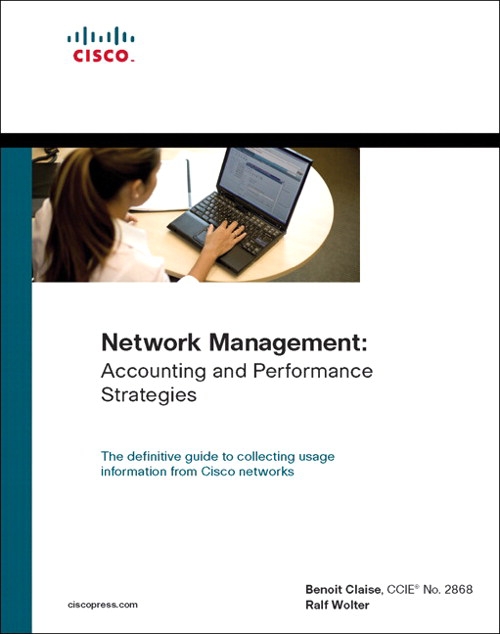 CISCO™
Network Management:
Accounting and Performance
Strategies
The definitive guide to collecting usage
information from Cisco networks
Benoit Claise, CCIE® No. 2868
ciscopress.com
Ralf Wolter